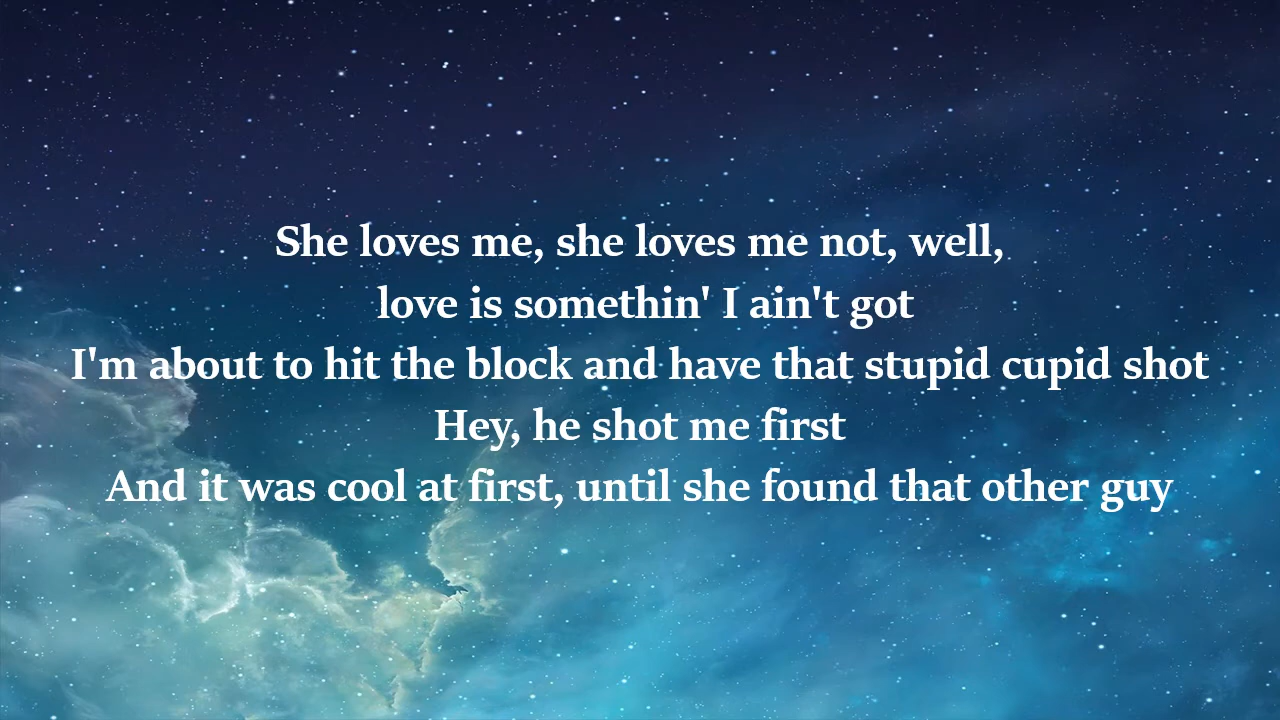 She loves me, she loves me not, well,
love is somethin' I ain't got
I'm about to hit the block and have that stupid cupid shot
Hey, he shot me first
And it was cool at first, until she found that other guy